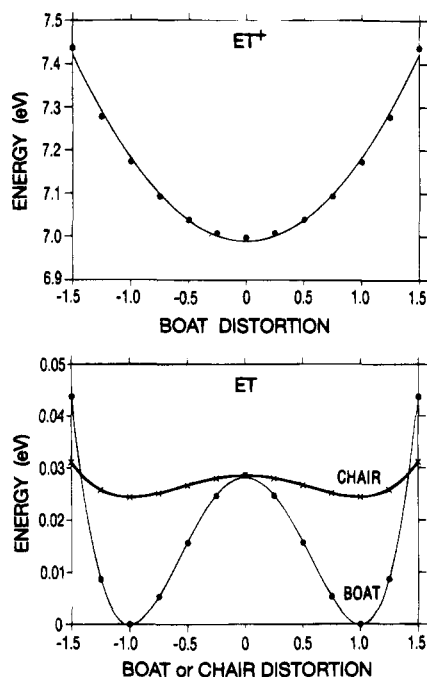 ET+
7.5
7.4
7.3
7.2
7.1
7.0
6.9
ENERGY (eV)
-1.5 -1.0 -0.5 0 0.5 1.0 1.5
BOAT DISTORTION
ET
0.05
0.04
0.03
0.02
0.01
0
ENERGY (eV)
CHAIR
BOAT
-1.5 -1.0 -0.5 0 0.5 1.0 1.5
BOAT or CHAIR DISTORTION